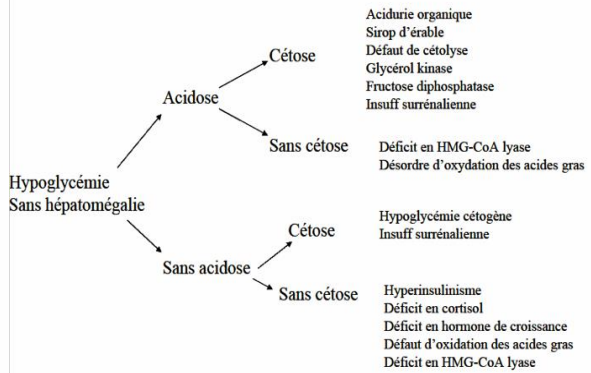 Acidurie organique
Sirop d'érable
Défaut de cétolyse
Glycérol kinase
Fructose diphosphatase
Insuff surrénalienne
Cétose
Acidose
Sans cétose
Déficit en HMG-CoA lyase
Désordre d'oxydation des acides gras
Hypoglycémie
Sans hépatomégalie
Cétose
Hypoglycémie cétogène
Insuff surrénalienne
Sans acidose
Sans cétose
Hyperinsulinisme
Déficit en cortisol
Déficit en hormone de croissance
Défaut d'oxidation des acides gras
Déficit en HMG-CoA lyase